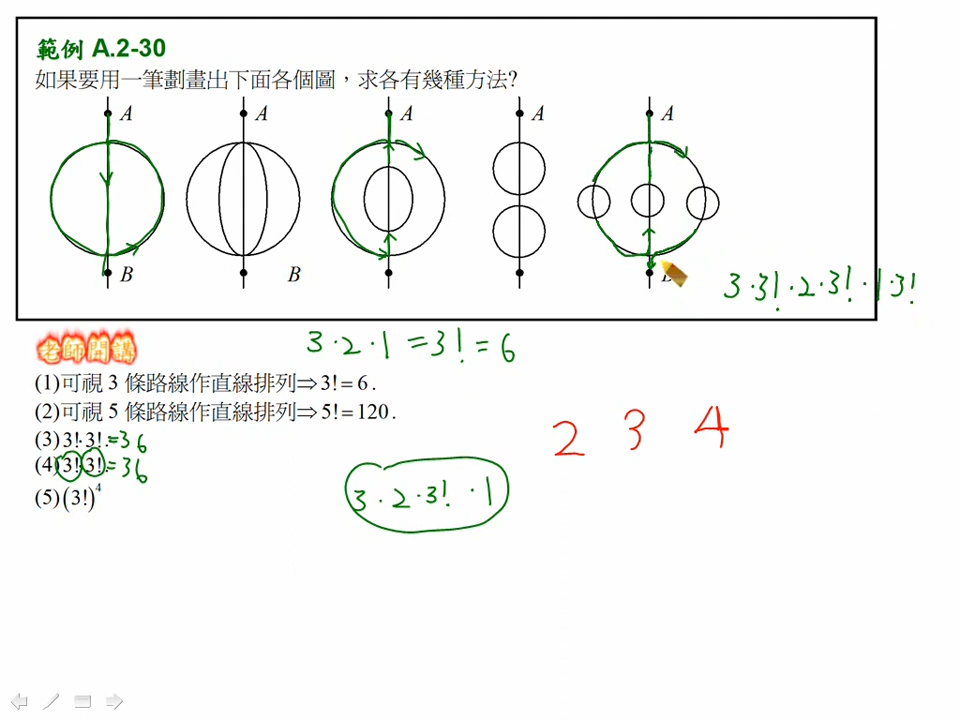 範例 A.2-30
如果要用一筆劃畫出下面各個圖，求各有幾種方法?
A A A A A
B B
3·3!·2·3!·1·3!
老師開講
3·2·1=3!=6
(1)可視 3 條路線作直線排列⇒3!=6.
(2)可視 5 條路線作直線排列⇒5!=120.
(3)3!·3!.=36
(4)3!·3!.=36
(5)(3!)⁴
3·2·3!·1
2 3 4